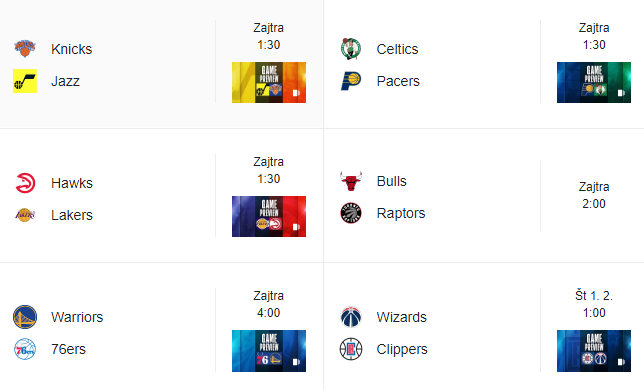 Zajtra
1:30
Knicks
Jazz
GAME
PREVIEW
Zajtra
1:30
Celtics
Pacers
GAME
PREVIEW
Zajtra
1:30
Hawks
Lakers
GAME
PREVIEW
Bulls
Raptors
Zajtra
2:00
Zajtra
4:00
Warriors
76ers
GAME
PREVIEW
Št 1. 2.
1:00
Wizards
Clippers
GAME
PREVIEW